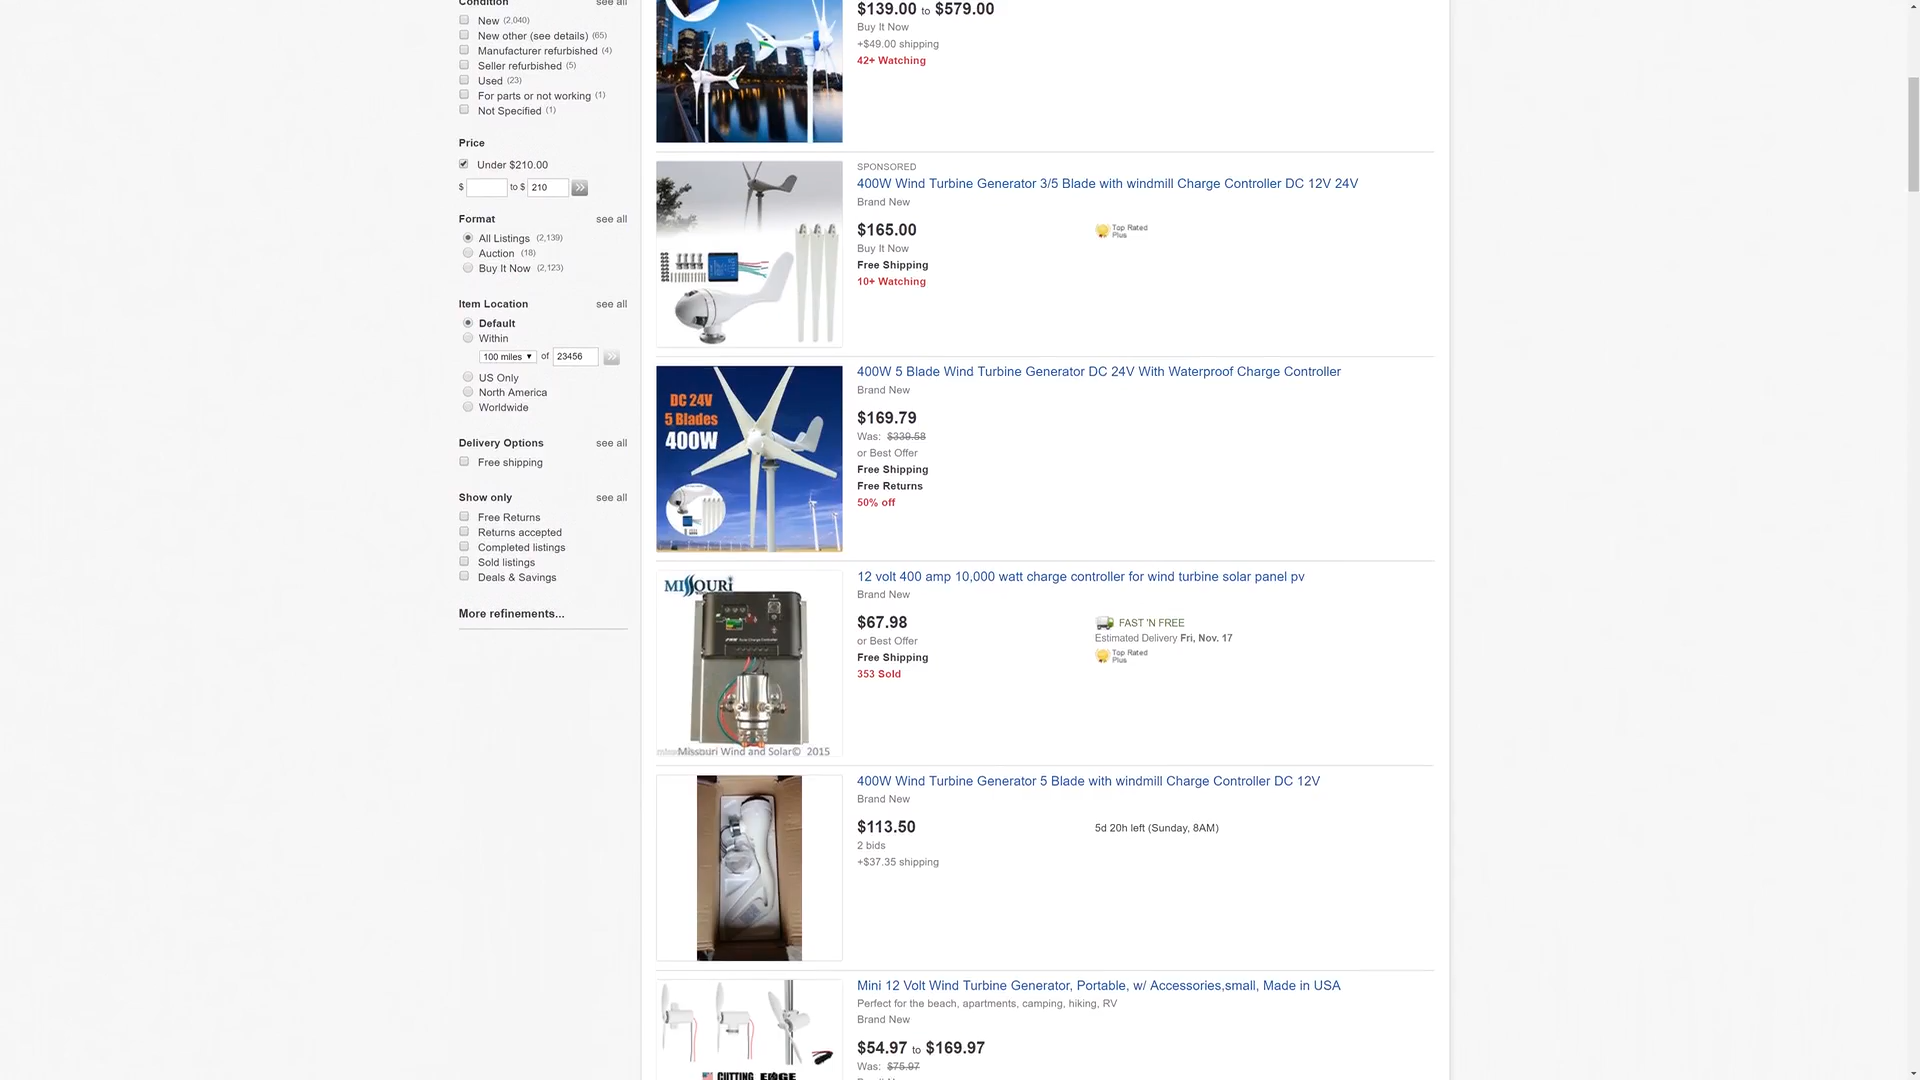 Condition see all
New (2,040)
New other (see details) (65)
Manufacturer refurbished (4)
Seller refurbished (5)
Used (23)
For parts or not working (1)
Not Specified (1)
Price
Under $210.00
$ to $ 210
Format see all
All Listings (2,139)
Auction (18)
Buy It Now (2,123)
Item Location see all
Default
Within
100 miles of 23456
US Only
North America
Worldwide
Delivery Options see all
Free shipping
Show only see all
Free Returns
Returns accepted
Completed listings
Sold listings
Deals & Savings
More refinements...
$139.00 to $579.00
Buy It Now
+$49.00 shipping
42+ Watching
SPONSORED
400W Wind Turbine Generator 3/5 Blade with windmill Charge Controller DC 12V 24V
Brand New
$165.00
Top Rated
Plus
Buy It Now
Free Shipping
10+ Watching
DC 24V
5 Blades
400W
400W 5 Blade Wind Turbine Generator DC 24V With Waterproof Charge Controller
Brand New
$169.79
Was: $339.58
or Best Offer
Free Shipping
Free Returns
50% off
MISSOURI
Missouri Wind and Solar© 2015
12 volt 400 amp 10,000 watt charge controller for wind turbine solar panel pv
Brand New
$67.98
FAST 'N FREE
or Best Offer
Estimated Delivery Fri, Nov. 17
Free Shipping
Top Rated
Plus
353 Sold
400W Wind Turbine Generator 5 Blade with windmill Charge Controller DC 12V
Brand New
$113.50
5d 20h left (Sunday, 8AM)
2 bids
+$37.35 shipping
Mini 12 Volt Wind Turbine Generator, Portable, w/ Accessories,small, Made in USA
Perfect for the beach, apartments, camping, hiking, RV
Brand New
$54.97 to $169.97
Was: $75.97
CUTTING EDGE